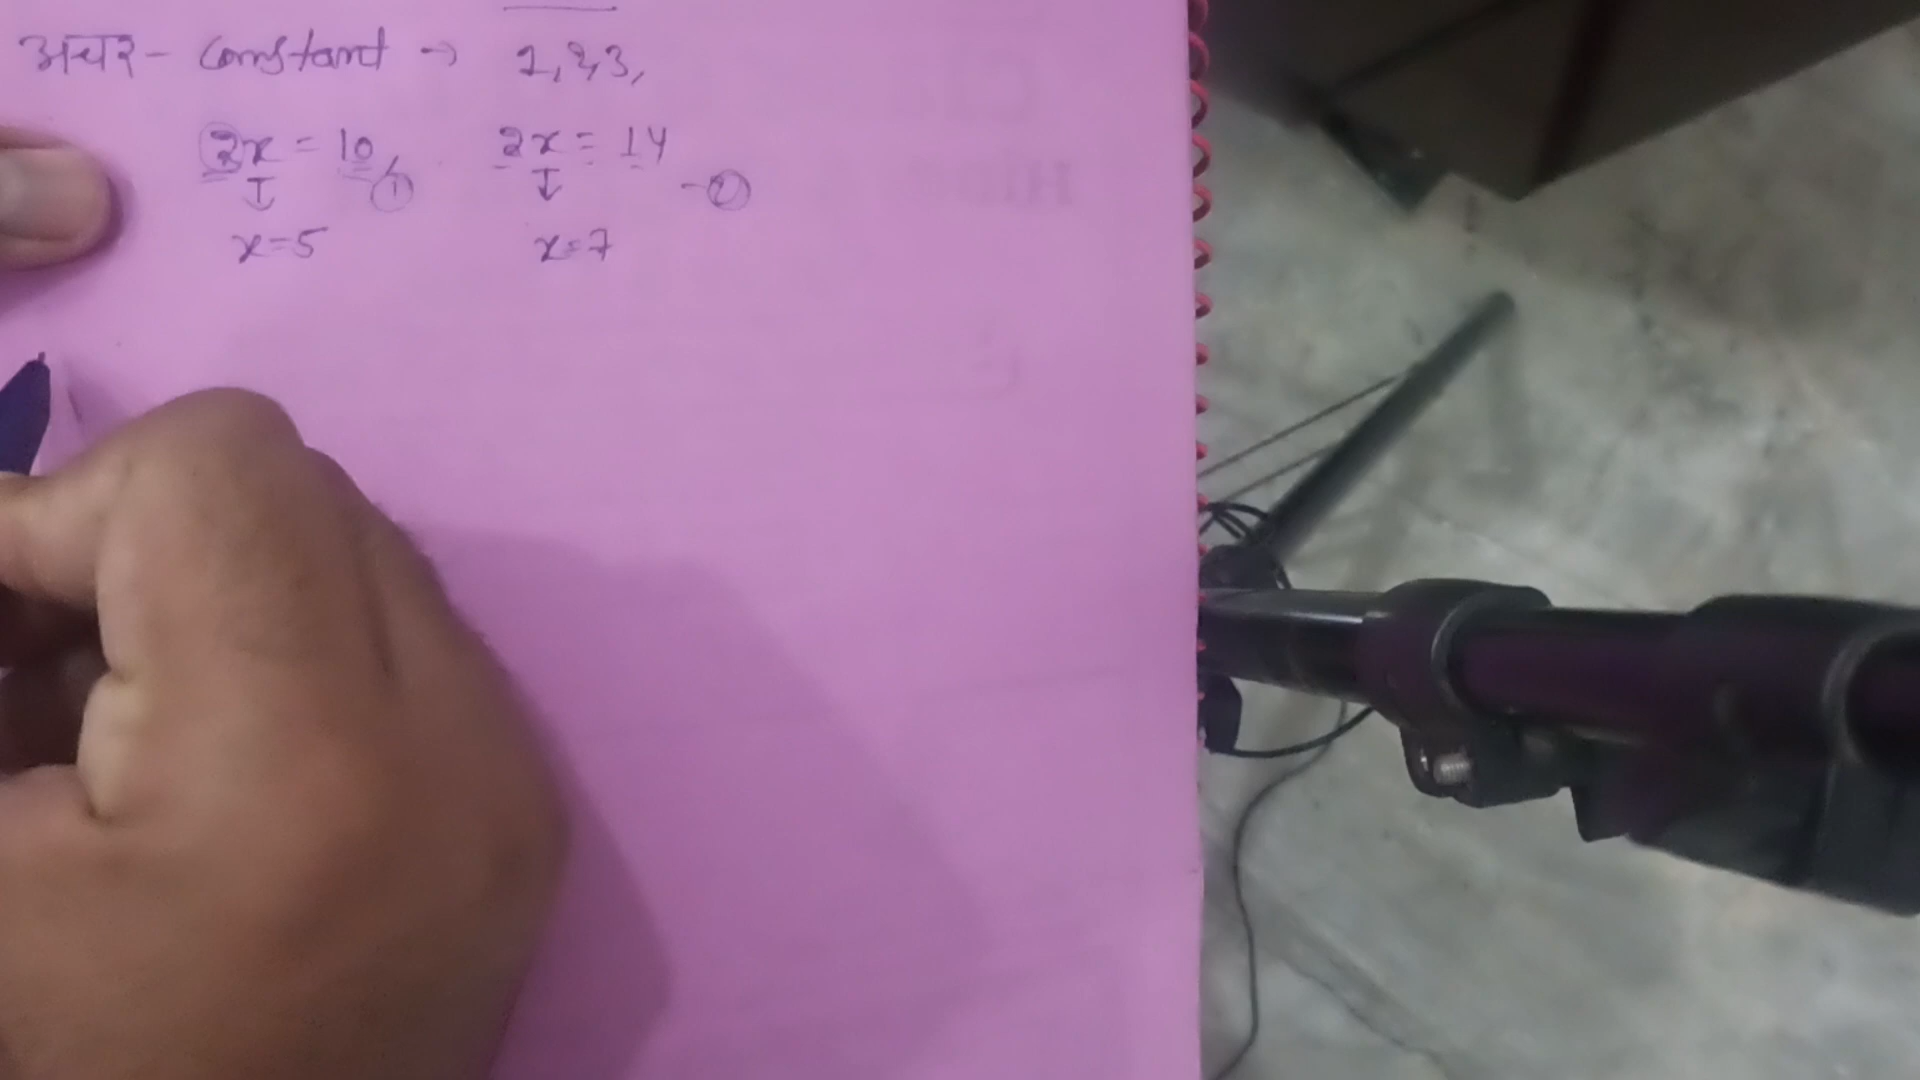 अचर - Constant → 1, 2, 3,
2x = 10 ① 2x = 14 - ②
x = 5 x = 7